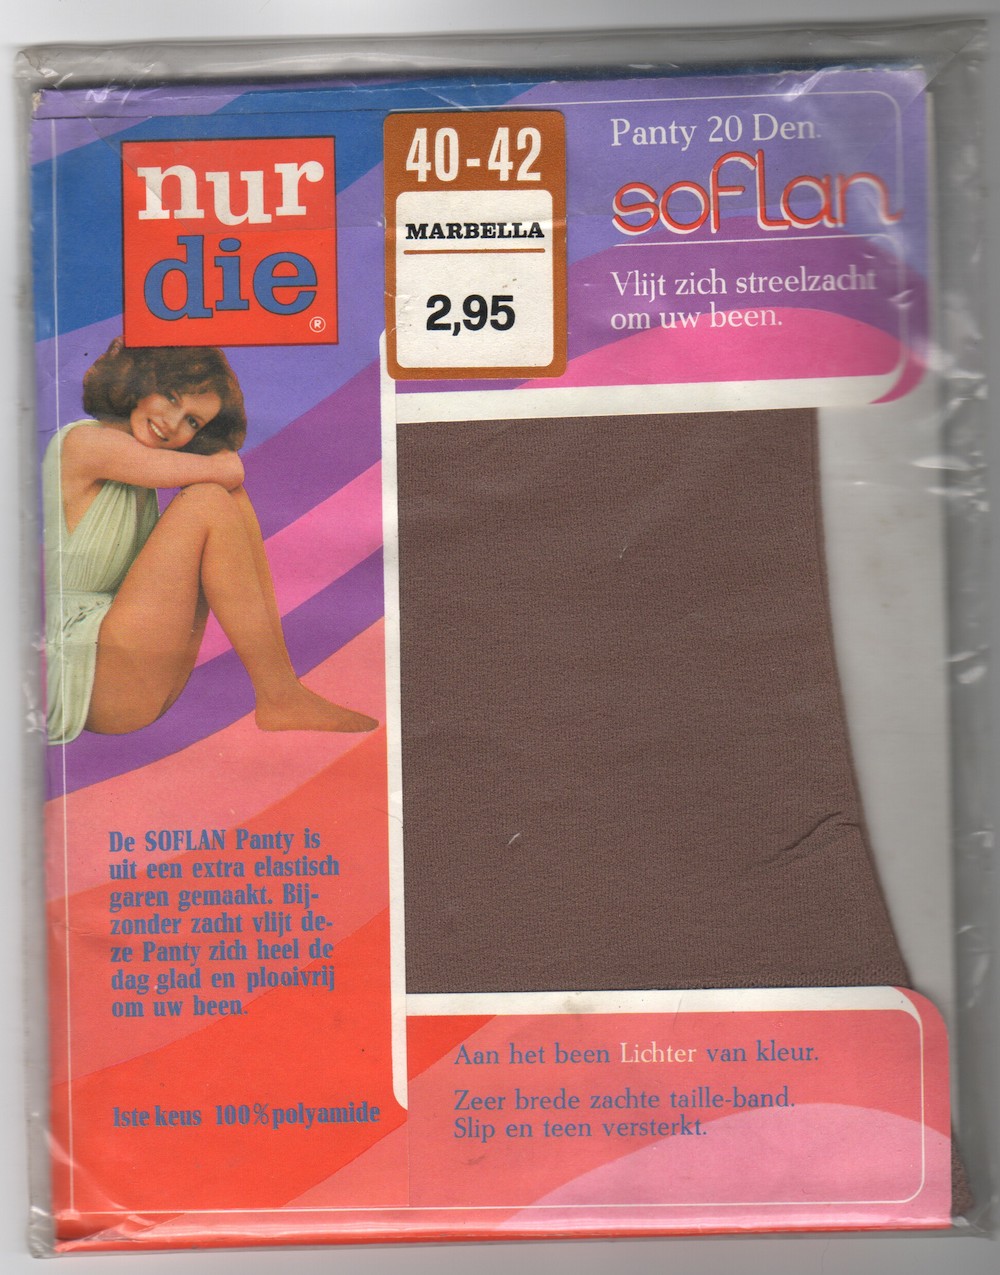 nur
die
®
40-42
MARBELLA
2,95
Panty 20 Den.
soflan
Vlijt zich streelzacht
om uw been.
De SOFLAN Panty is
uit een extra elastisch
garen gemaakt. Bij-
zonder zacht vlijt de-
ze Panty zich heel de
dag glad en plooivrij
om uw been.
1ste keus 100% polyamide
Aan het been Lichter van kleur.
Zeer brede zachte taille-band.
Slip en teen versterkt.